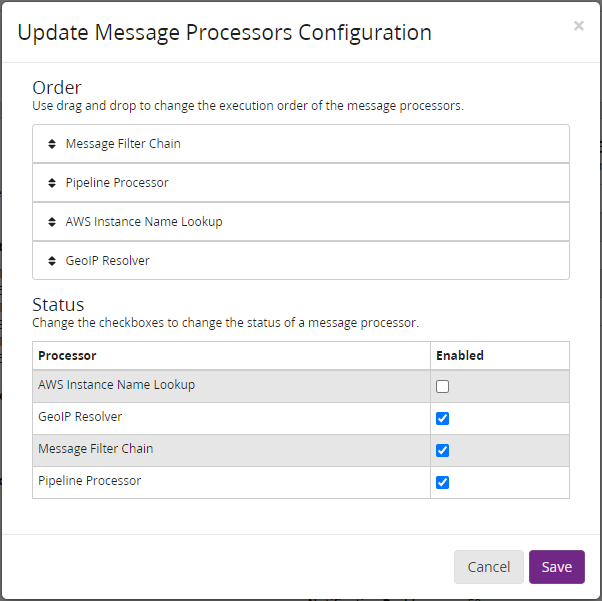 Update Message Processors Configuration
×
Order
Use drag and drop to change the execution order of the message processors.
Message Filter Chain
Pipeline Processor
AWS Instance Name Lookup
GeoIP Resolver
Status
Change the checkboxes to change the status of a message processor.
Processor Enabled
AWS Instance Name Lookup
GeoIP Resolver
Message Filter Chain
Pipeline Processor
Cancel Save